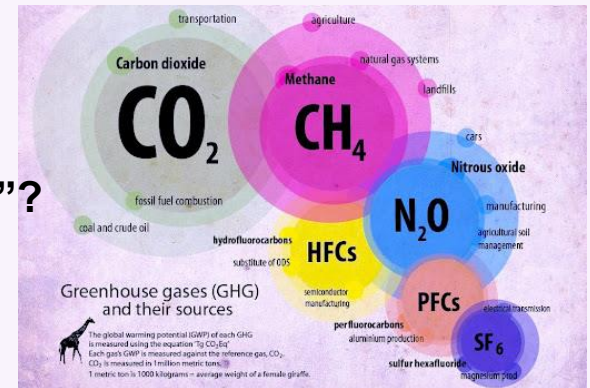 ”?
transportation
Carbon dioxide
CO2
fossil fuel combustion
coal and crude oil
agriculture
natural gas systems
Methane
landfills
CH4
cars
Nitrous oxide
N2O
manufacturing
agricultural soil
management
hydrofluorocarbons
HFCs
substitute of ODS
semiconductor
manufacturing
PFCs
perfluorocarbons
aluminium production
electrical transmission
SF6
sulfur hexafluoride
magnesium prod
Greenhouse gases (GHG)
and their sources
The global warming potential (GWP) of each GHG
is measured using the equation 'Tg CO2Eq'
Each gas's GWP is measured against the reference gas, CO2.
CO2 is measured in 1million metric tons.
1 metric ton is 1000 kilograms = average weight of a female giraffe.